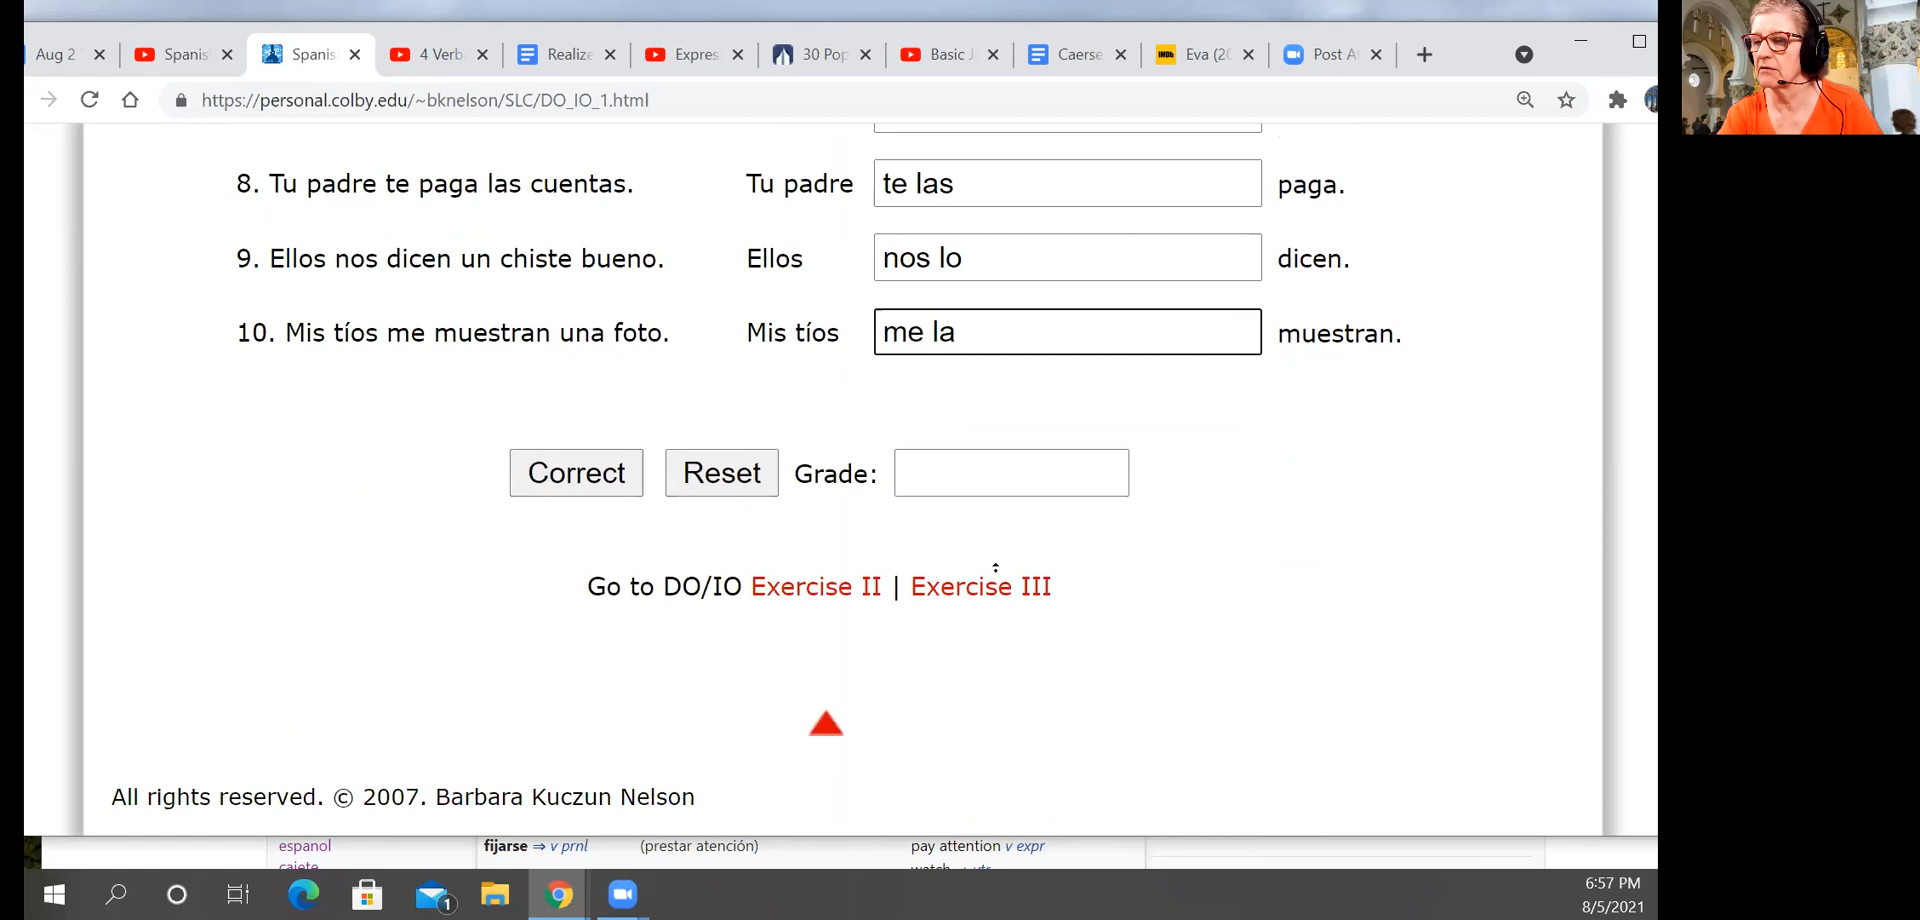 Aug 2 Spanis Spanis 4 Verb Realize Expres 30 Pop Basic J Caerse Eva (20 Post A
https://personal.colby.edu/~bknelson/SLC/DO_IO_1.html
8. Tu padre te paga las cuentas. Tu padre te las paga.
9. Ellos nos dicen un chiste bueno. Ellos nos lo dicen.
10. Mis tíos me muestran una foto. Mis tíos me la muestran.
Correct Reset Grade:
Go to DO/IO Exercise II | Exercise III
All rights reserved. © 2007. Barbara Kuczun Nelson
espanol fijarse ⇒ v prnl (prestar atención) pay attention v expr
6:57 PM
1 8/5/2021